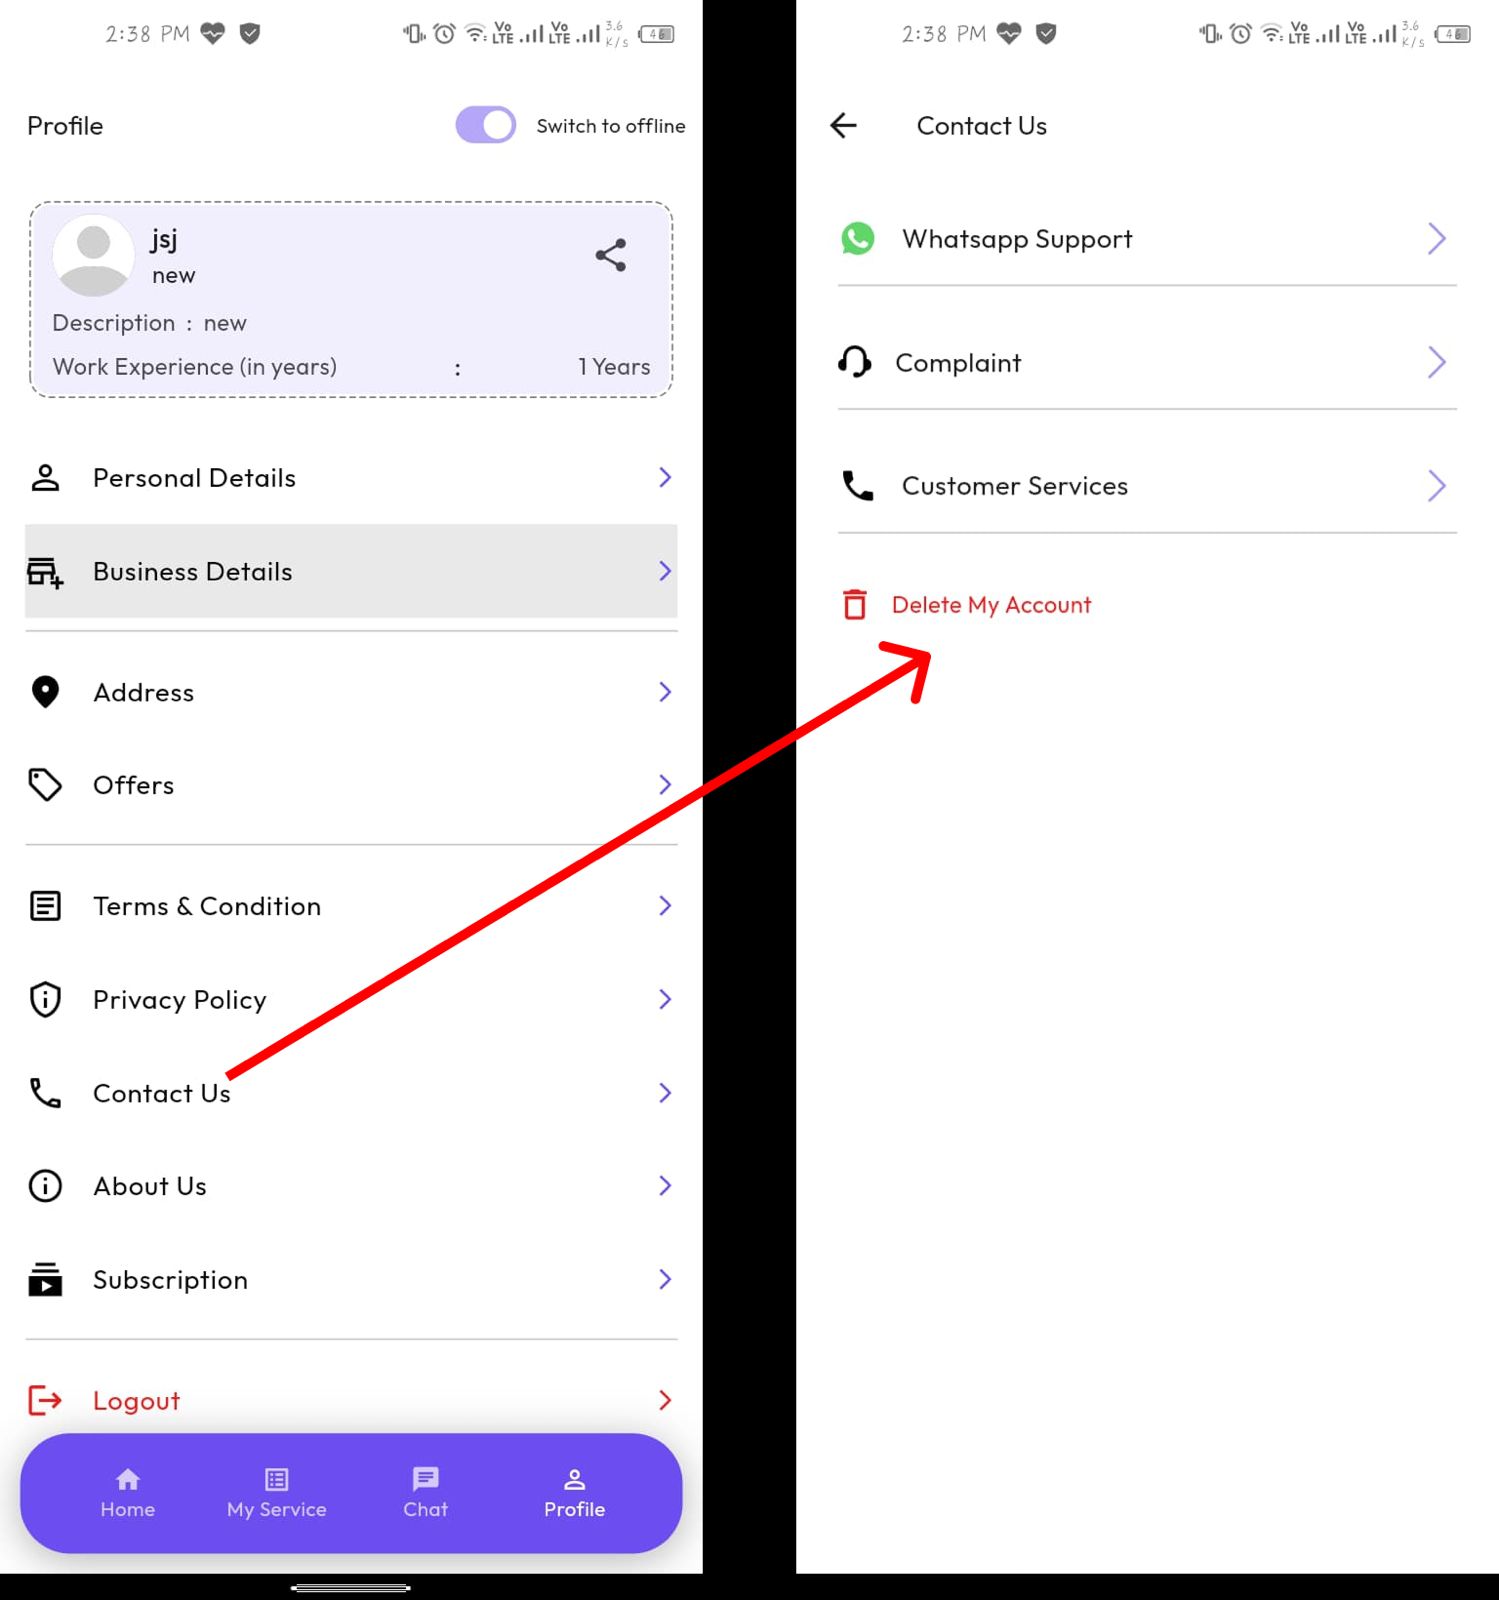 2:38 PM
Vo LTE Vo LTE 3.6 K/s 46
Profile
Switch to offline
jsj
new
Description : new
Work Experience (in years) : 1 Years
Personal Details
Business Details
Address
Offers
Terms & Condition
Privacy Policy
Contact Us
About Us
Subscription
Logout
Home
My Service
Chat
Profile
2:38 PM
Vo LTE Vo LTE 3.6 K/s 46
Contact Us
Whatsapp Support
Complaint
Customer Services
Delete My Account